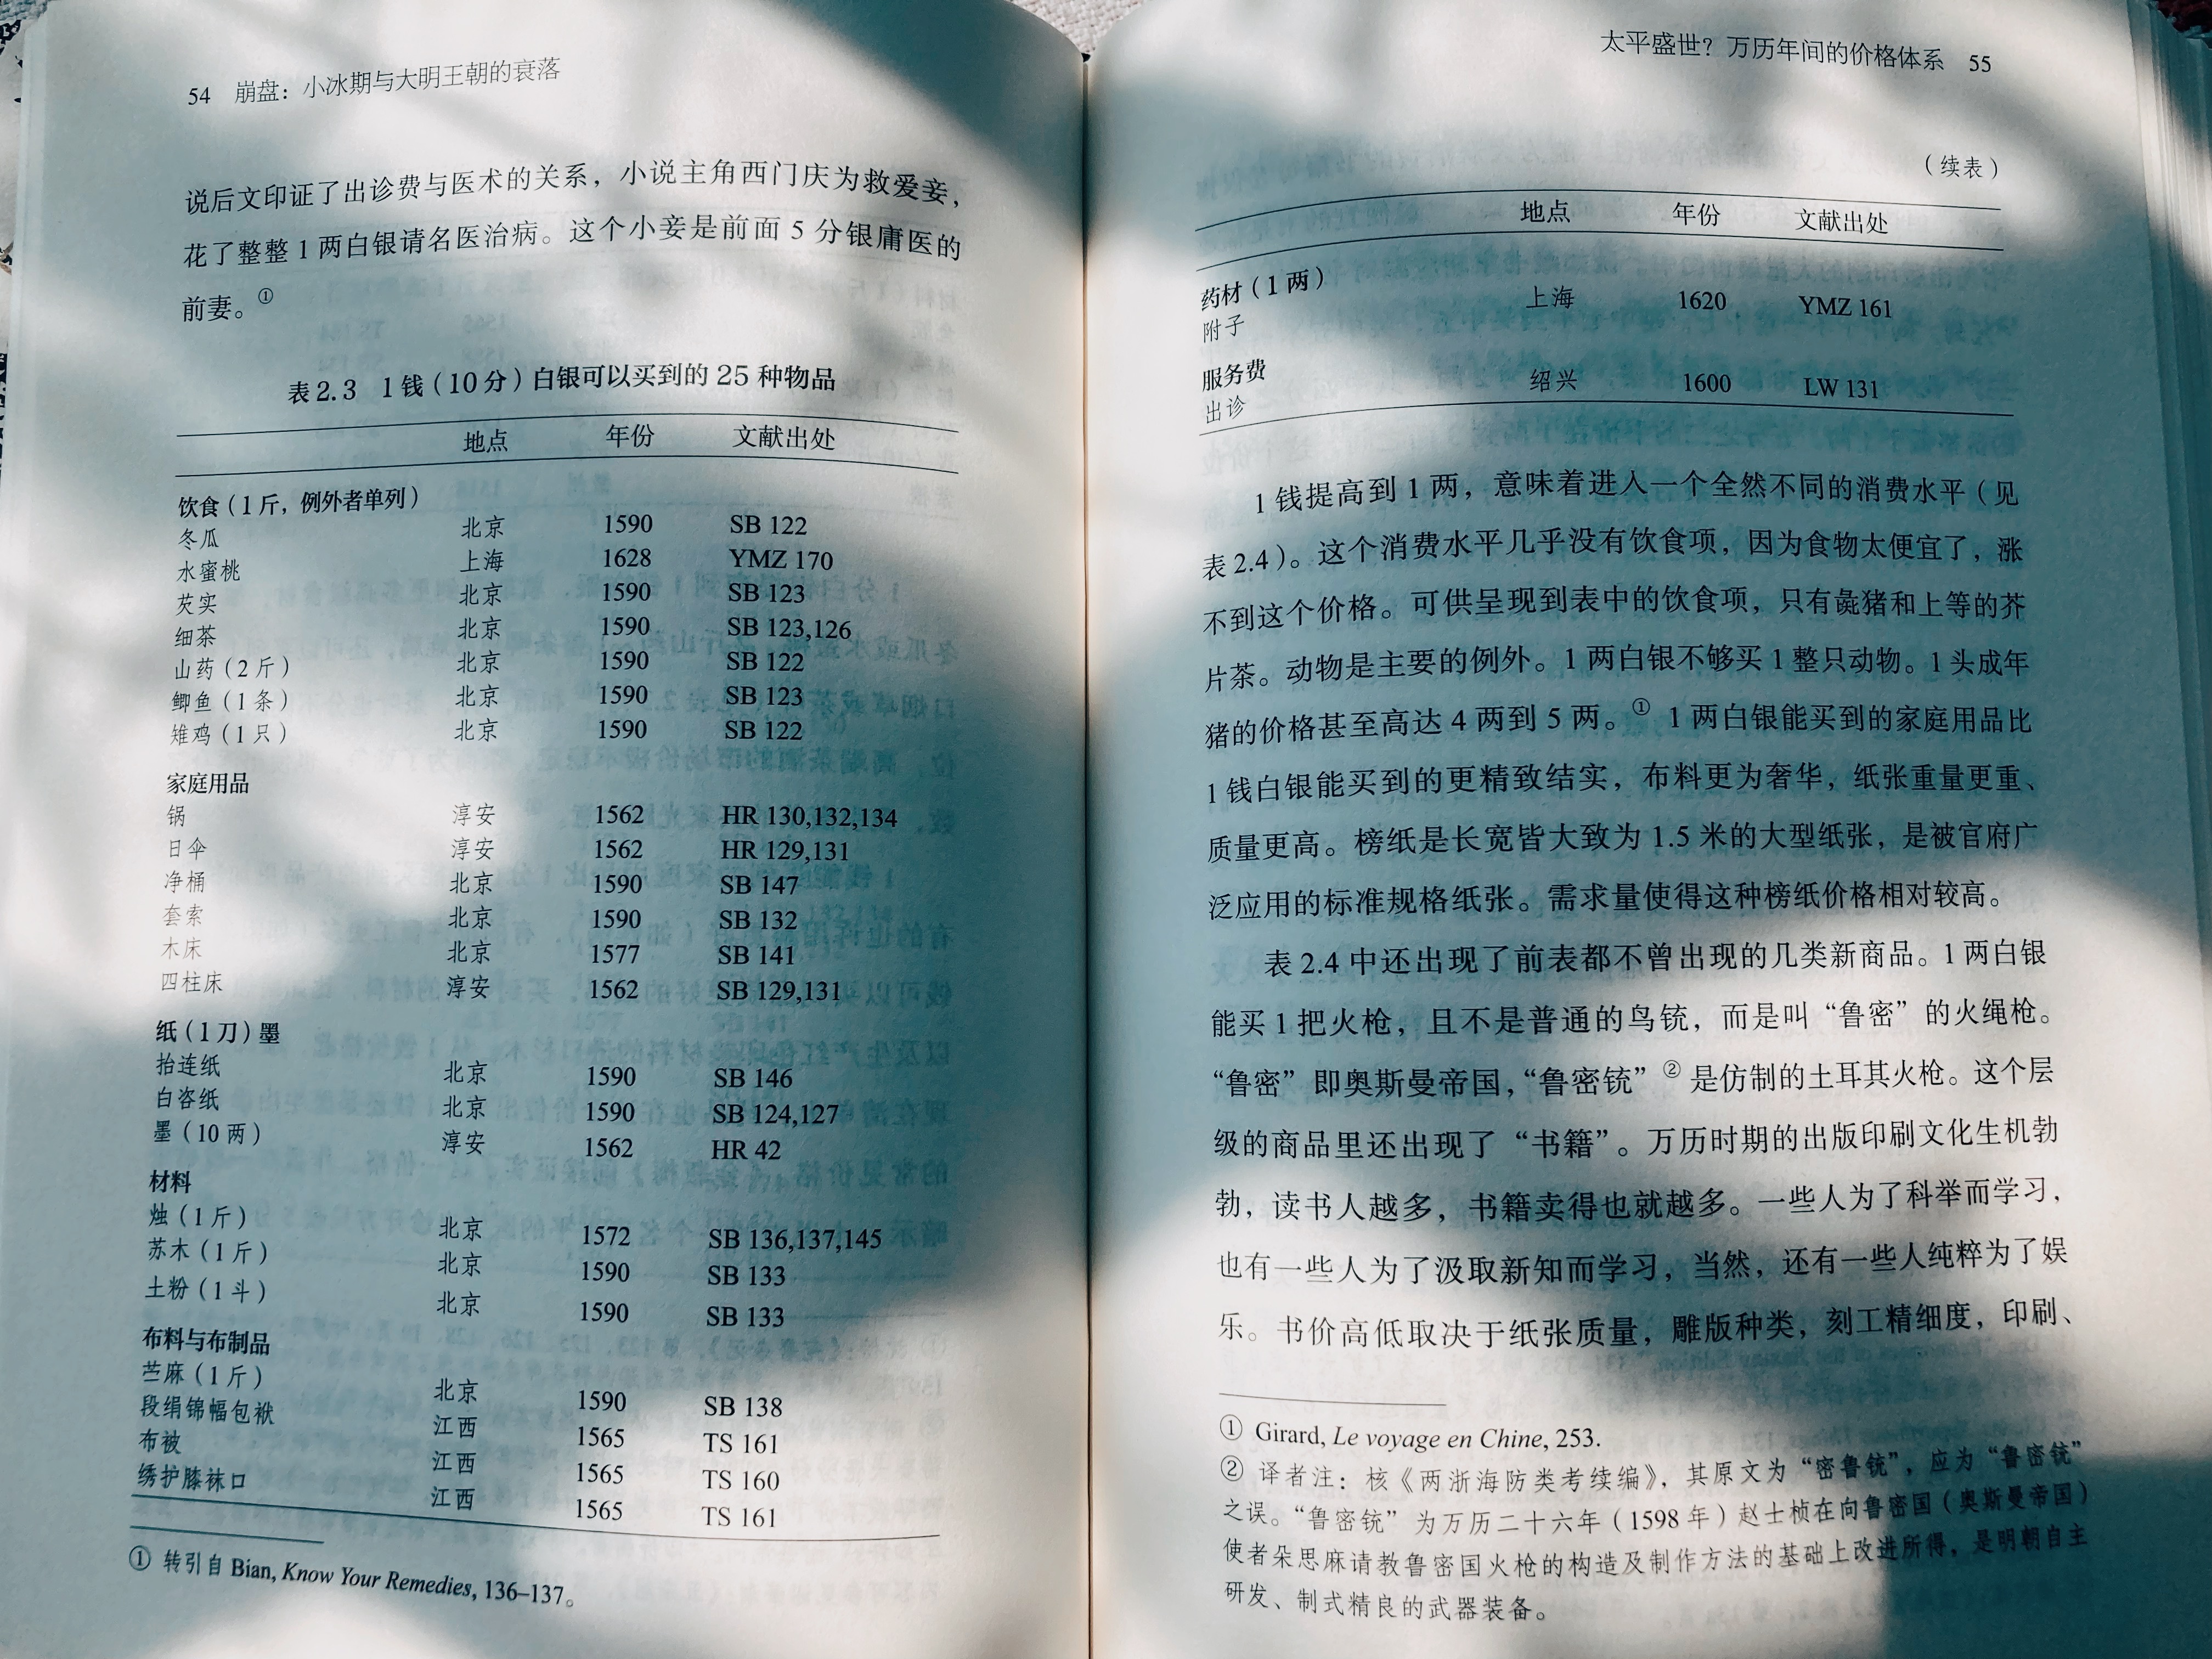 54 崩盘：小冰期与大明王朝的衰落
说后文印证了出诊费与医术的关系，小说主角西门庆为救爱妾，
花了整整1两白银请名医治病。这个小妾是前面5分银庸医的
前妻。①
表2.3 1钱（10分）白银可以买到的25种物品
地点 年份 文献出处
饮食（1斤，例外者单列）
冬瓜 北京 1590 SB 122
水蜜桃 上海 1628 YMZ 170
芡实 北京 1590 SB 123
细茶 北京 1590 SB 123,126
山药（2斤） 北京 1590 SB 122
鲫鱼（1条） 北京 1590 SB 123
雉鸡（1只） 北京 1590 SB 122
家庭用品
锅 淳安 1562 HR 130,132,134
日伞 淳安 1562 HR 129,131
净桶 北京 1590 SB 147
套索 北京 1590 SB 132
木床 北京 1577 SB 141
四柱床 淳安 1562 SB 129,131
纸（1刀）墨
抬连纸 北京 1590 SB 146
白咨纸 北京 1590 SB 124,127
墨（10两） 淳安 1562 HR 42
材料
烛（1斤） 北京 1572 SB 136,137,145
苏木（1斤） 北京 1590 SB 133
土粉（1斗） 北京 1590 SB 133
布料与布制品
苎麻（1斤） 北京 1590 SB 138
段绢锦幅包袱 江西 1565 TS 161
布被 江西 1565 TS 160
绣护膝袜口 江西 1565 TS 161
① 转引自 Bian, Know Your Remedies, 136–137。
太平盛世？万历年间的价格体系 55
（续表）
地点 年份 文献出处
药材（1两）
附子 上海 1620 YMZ 161
服务费
出诊 绍兴 1600 LW 131
1钱提高到1两，意味着进入一个全然不同的消费水平（见
表2.4）。这个消费水平几乎没有饮食项，因为食物太便宜了，涨
不到这个价格。可供呈现到表中的饮食项，只有彘猪和上等的芥
片茶。动物是主要的例外。1两白银不够买1整只动物。1头成年
猪的价格甚至高达4两到5两。① 1两白银能买到的家庭用品比
1钱白银能买到的更精致结实，布料更为奢华，纸张重量更重、
质量更高。榜纸是长宽皆大致为1.5米的大型纸张，是被官府广
泛应用的标准规格纸张。需求量使得这种榜纸价格相对较高。
表2.4中还出现了前表都不曾出现的几类新商品。1两白银
能买1把火枪，且不是普通的鸟铳，而是叫“鲁密”的火绳枪。
“鲁密”即奥斯曼帝国，“鲁密铳”②是仿制的土耳其火枪。这个层
级的商品里还出现了“书籍”。万历时期的出版印刷文化生机勃
勃，读书人越多，书籍卖得也就越多。一些人为了科举而学习，
也有一些人为了汲取新知而学习，当然，还有一些人纯粹为了娱
乐。书价高低取决于纸张质量，雕版种类，刻工精细度，印刷、
① Girard, Le voyage en Chine, 253.
② 译者注：核《两浙海防类考续编》，其原文为“密鲁铳”，应为“鲁密铳”
之误。“鲁密铳”为万历二十六年（1598年）赵士桢在向鲁密国（奥斯曼帝国）
使者朵思麻请教鲁密国火枪的构造及制作方法的基础上改进所得，是明朝自主
研发、制式精良的武器装备。